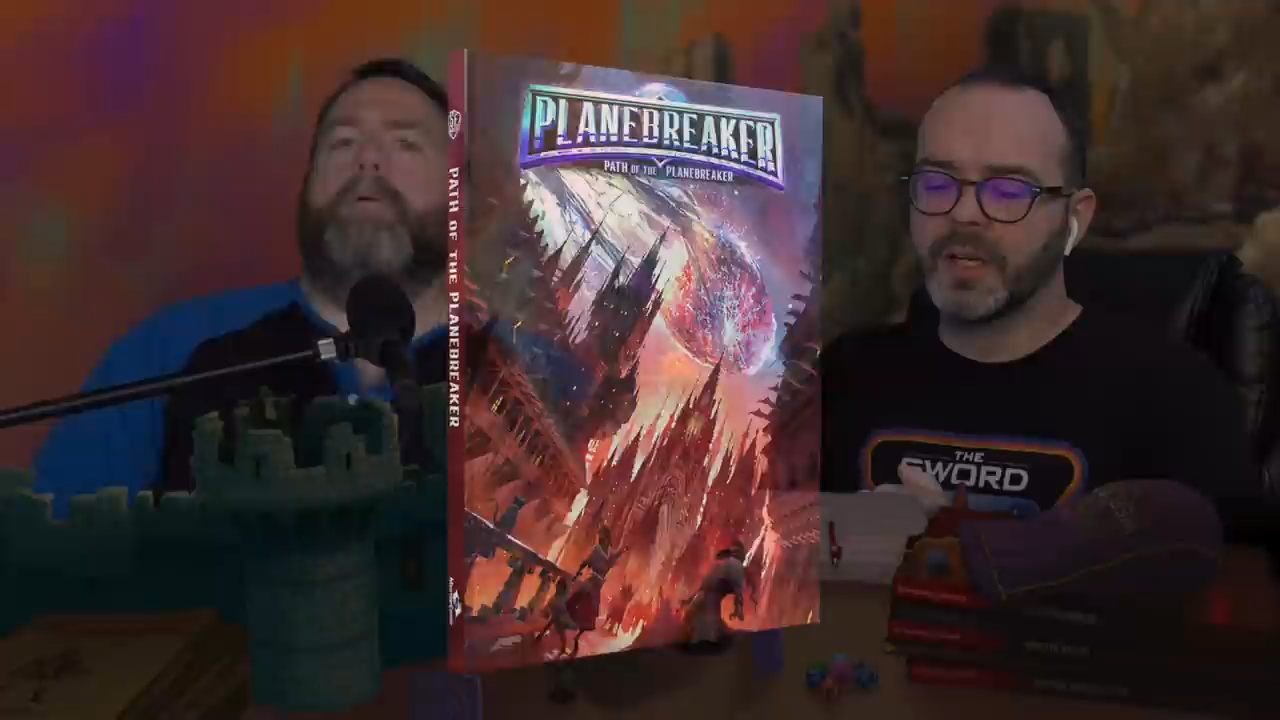 PLANEBREAKER
PATH OF THE PLANEBREAKER
PATH OF THE PLANEBREAKER
THE
SWORD